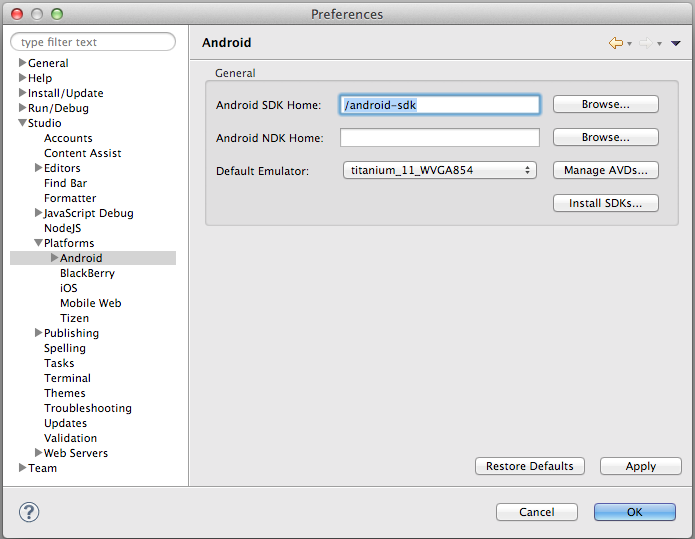 Preferences
type filter text
General
Help
Install/Update
Run/Debug
Studio
Accounts
Content Assist
Editors
Find Bar
Formatter
JavaScript Debug
NodeJS
Platforms
Android
BlackBerry
iOS
Mobile Web
Tizen
Publishing
Spelling
Tasks
Terminal
Themes
Troubleshooting
Updates
Validation
Web Servers
Team
Android
General
Android SDK Home: /android-sdk Browse...
Android NDK Home: Browse...
Default Emulator: titanium_11_WVGA854 Manage AVDs...
Install SDKs...
Restore Defaults Apply
? Cancel OK